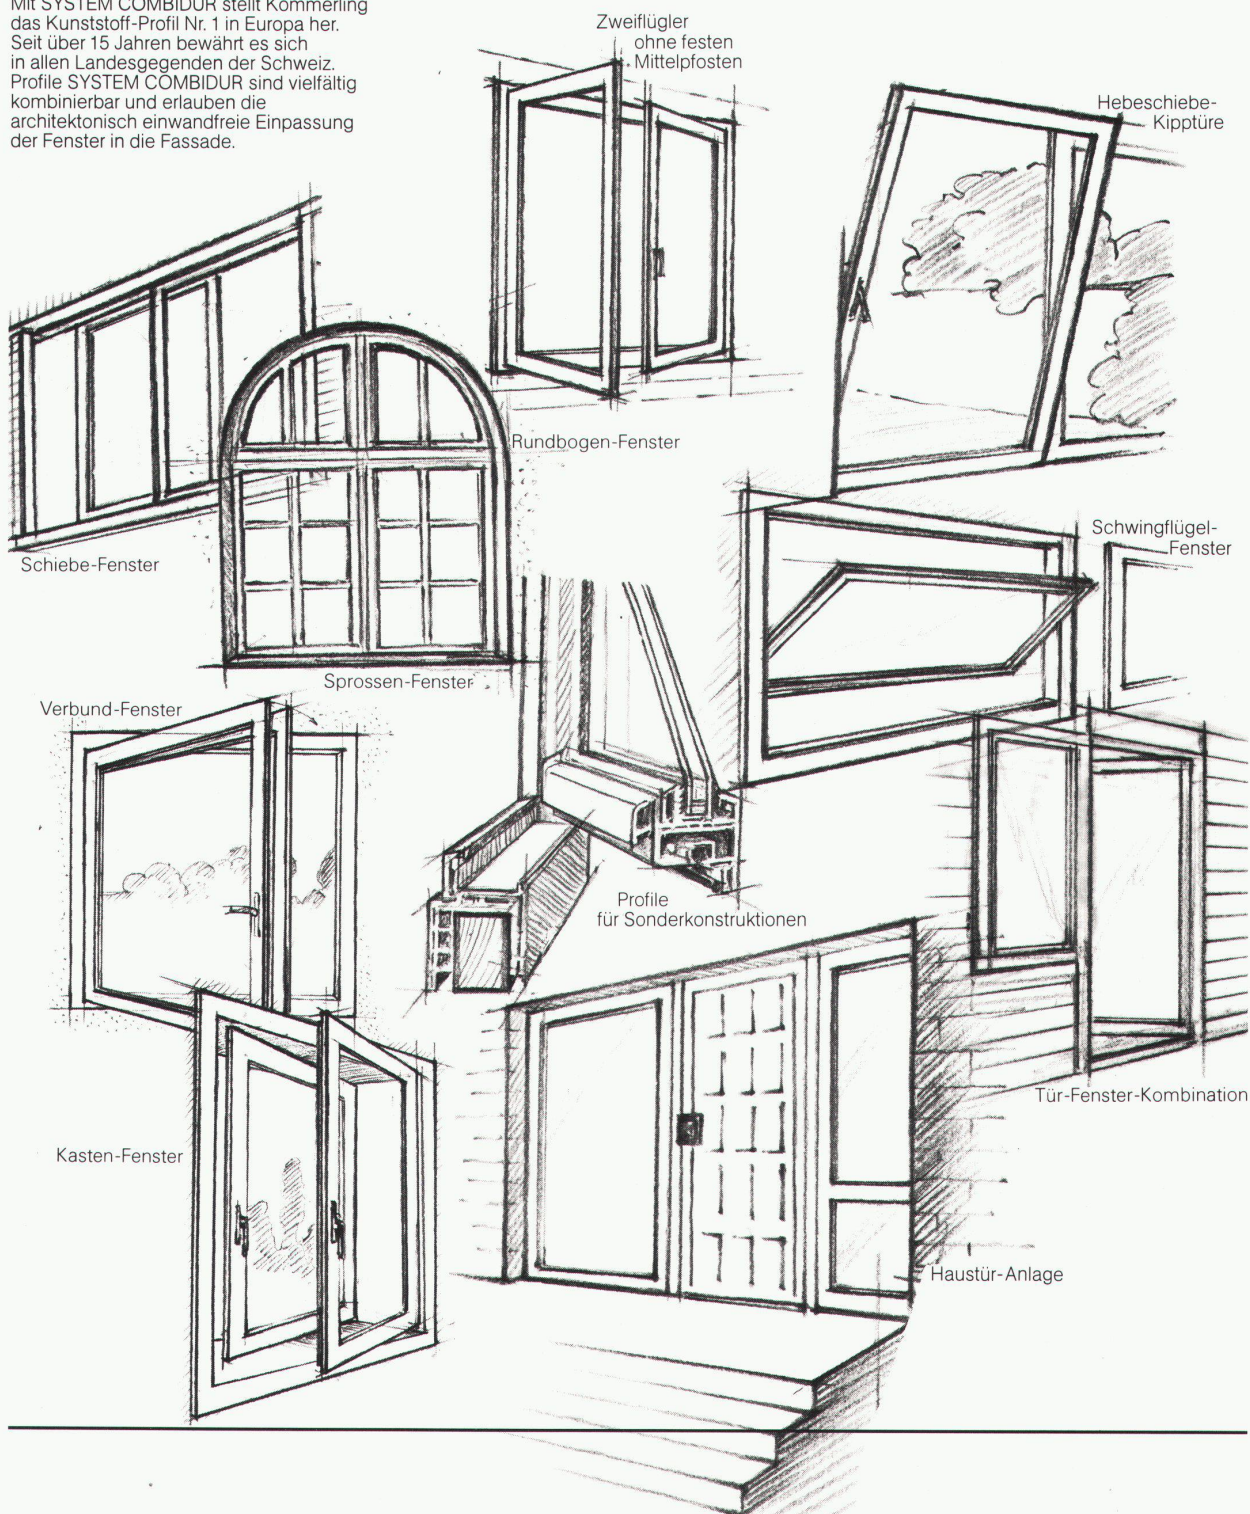 Mit SYSTEM COMBIDUR stellt Kömmerling
das Kunststoff-Profil Nr. 1 in Europa her.
Seit über 15 Jahren bewährt es sich
in allen Landesgegenden der Schweiz.
Profile SYSTEM COMBIDUR sind vielfältig
kombinierbar und erlauben die
architektonisch einwandfreie Einpassung
der Fenster in die Fassade.
Zweiflügler
ohne festen
Mittelpfosten
Hebeschiebe-
Kipptüre
Rundbogen-Fenster
Schiebe-Fenster
Schwingflügel-
Fenster
Sprossen-Fenster
Verbund-Fenster
Profile
für Sonderkonstruktionen
Tür-Fenster-Kombination
Kasten-Fenster
Haustür-Anlage